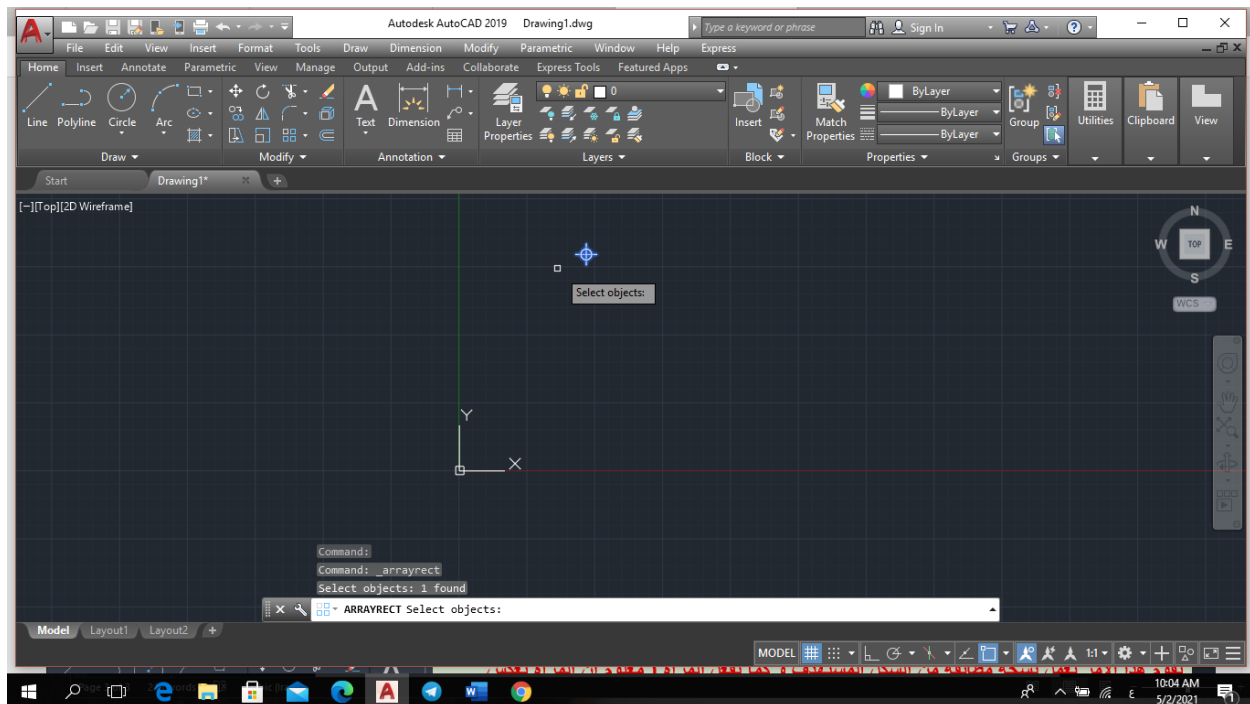 Autodesk AutoCAD 2019 Drawing1.dwg
Type a keyword or phrase
Sign In
File Edit View Insert Format Tools Draw Dimension Modify Parametric Window Help Express
Home Insert Annotate Parametric View Manage Output Add-ins Collaborate Express Tools Featured Apps
0
ByLayer
ByLayer
ByLayer
Line Polyline Circle Arc
Text Dimension
Layer Properties
Insert
Match Properties
Group
Utilities
Clipboard
View
Draw Modify Annotation Layers Block Properties Groups
Start Drawing1*
[−][Top][2D Wireframe]
N
W TOP E
S
WCS
Select objects:
Y
X
Command:
Command: _arrayrect
Select objects: 1 found
ARRAYRECT Select objects:
Model Layout1 Layout2 +
MODEL
1:1
10:04 AM
ع
5/2/2021